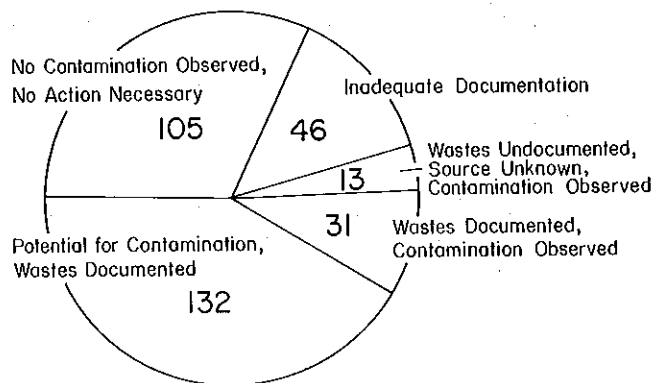 No Contamination Observed,
No Action Necessary
105
Inadequate Documentation
46
Wastes Undocumented,
Source Unknown,
Contamination Observed
13
31
Wastes Documented,
Contamination Observed
Potential for Contamination,
Wastes Documented
132